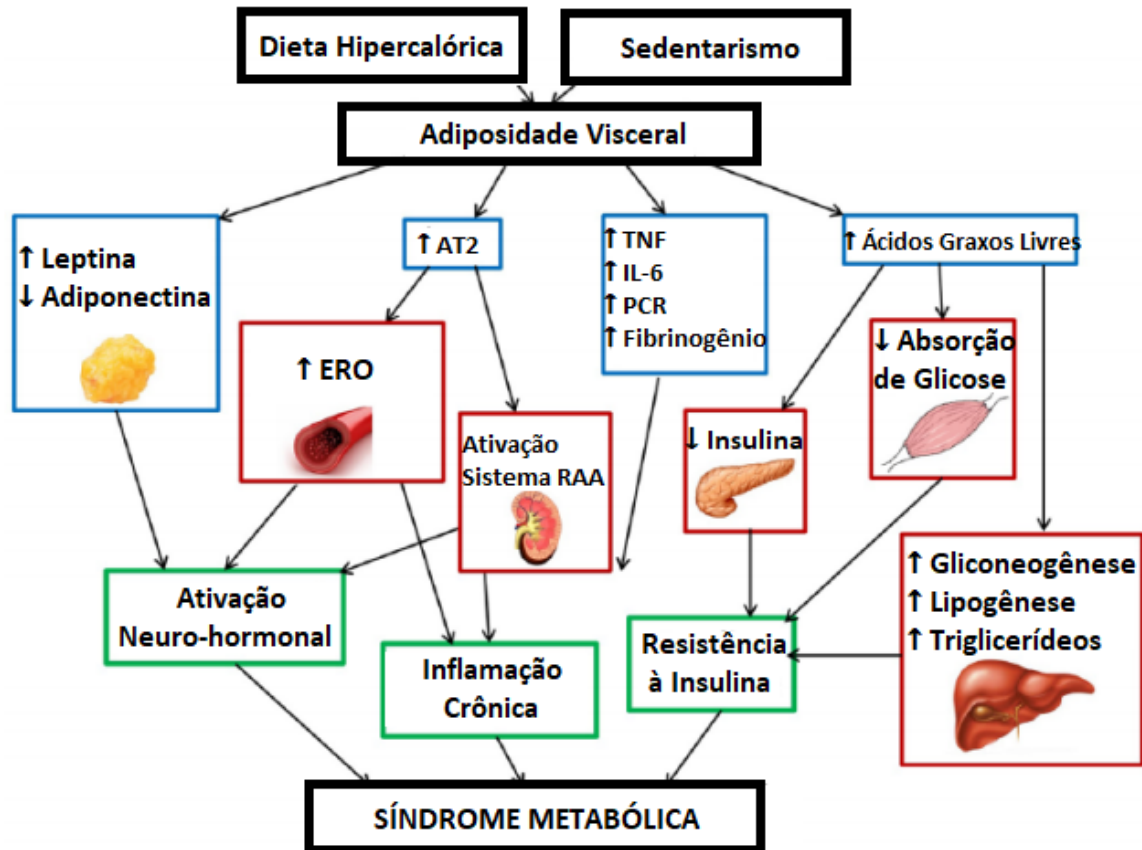 Dieta Hipercalórica
Sedentarismo
Adiposidade Visceral
↑ Leptina
↓ Adiponectina
↑ AT2
↑ TNF
↑ IL-6
↑ PCR
↑ Fibrinogênio
↑ Ácidos Graxos Livres
↑ ERO
↓ Absorção
de Glicose
Ativação
Sistema RAA
↓ Insulina
↑ Gliconeogênese
↑ Lipogênese
↑ Triglicerídeos
Ativação
Neuro-hormonal
Inflamação
Crônica
Resistência
à Insulina
SÍNDROME METABÓLICA